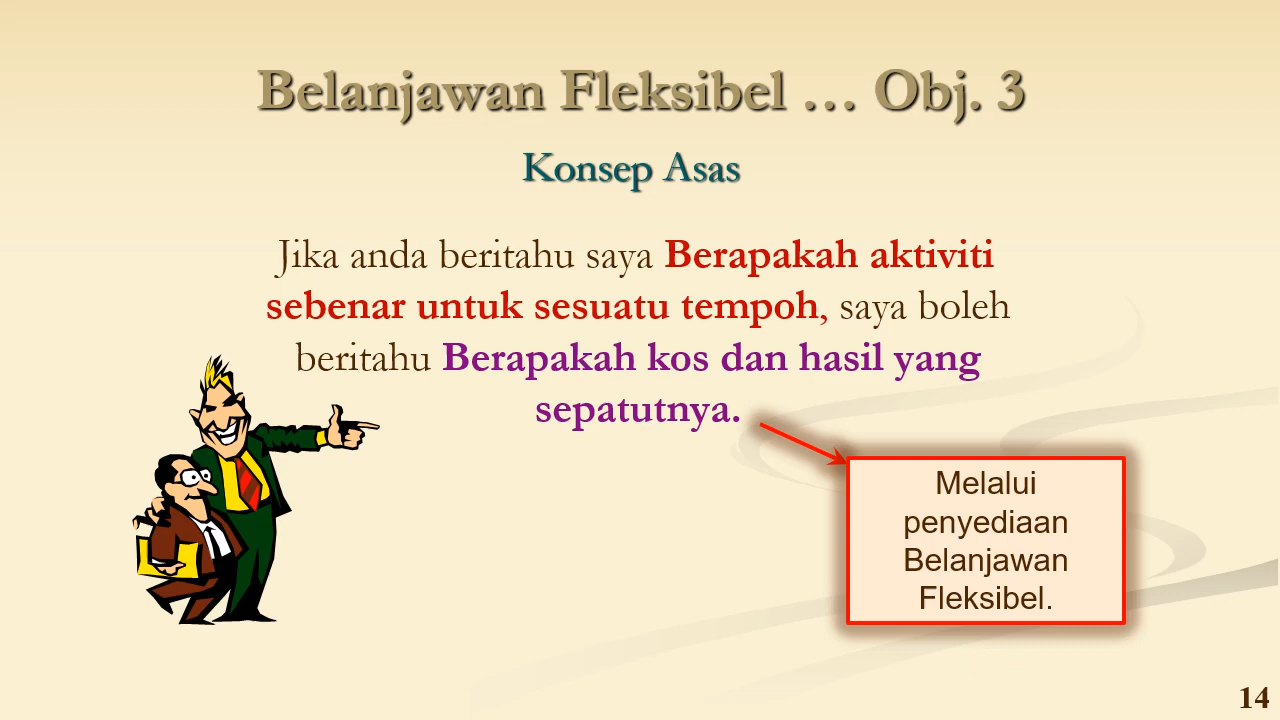 Belanjawan Fleksibel … Obj. 3
Konsep Asas
Jika anda beritahu saya Berapakah aktiviti
sebenar untuk sesuatu tempoh, saya boleh
beritahu Berapakah kos dan hasil yang
sepatutnya.
Melalui
penyediaan
Belanjawan
Fleksibel.
14